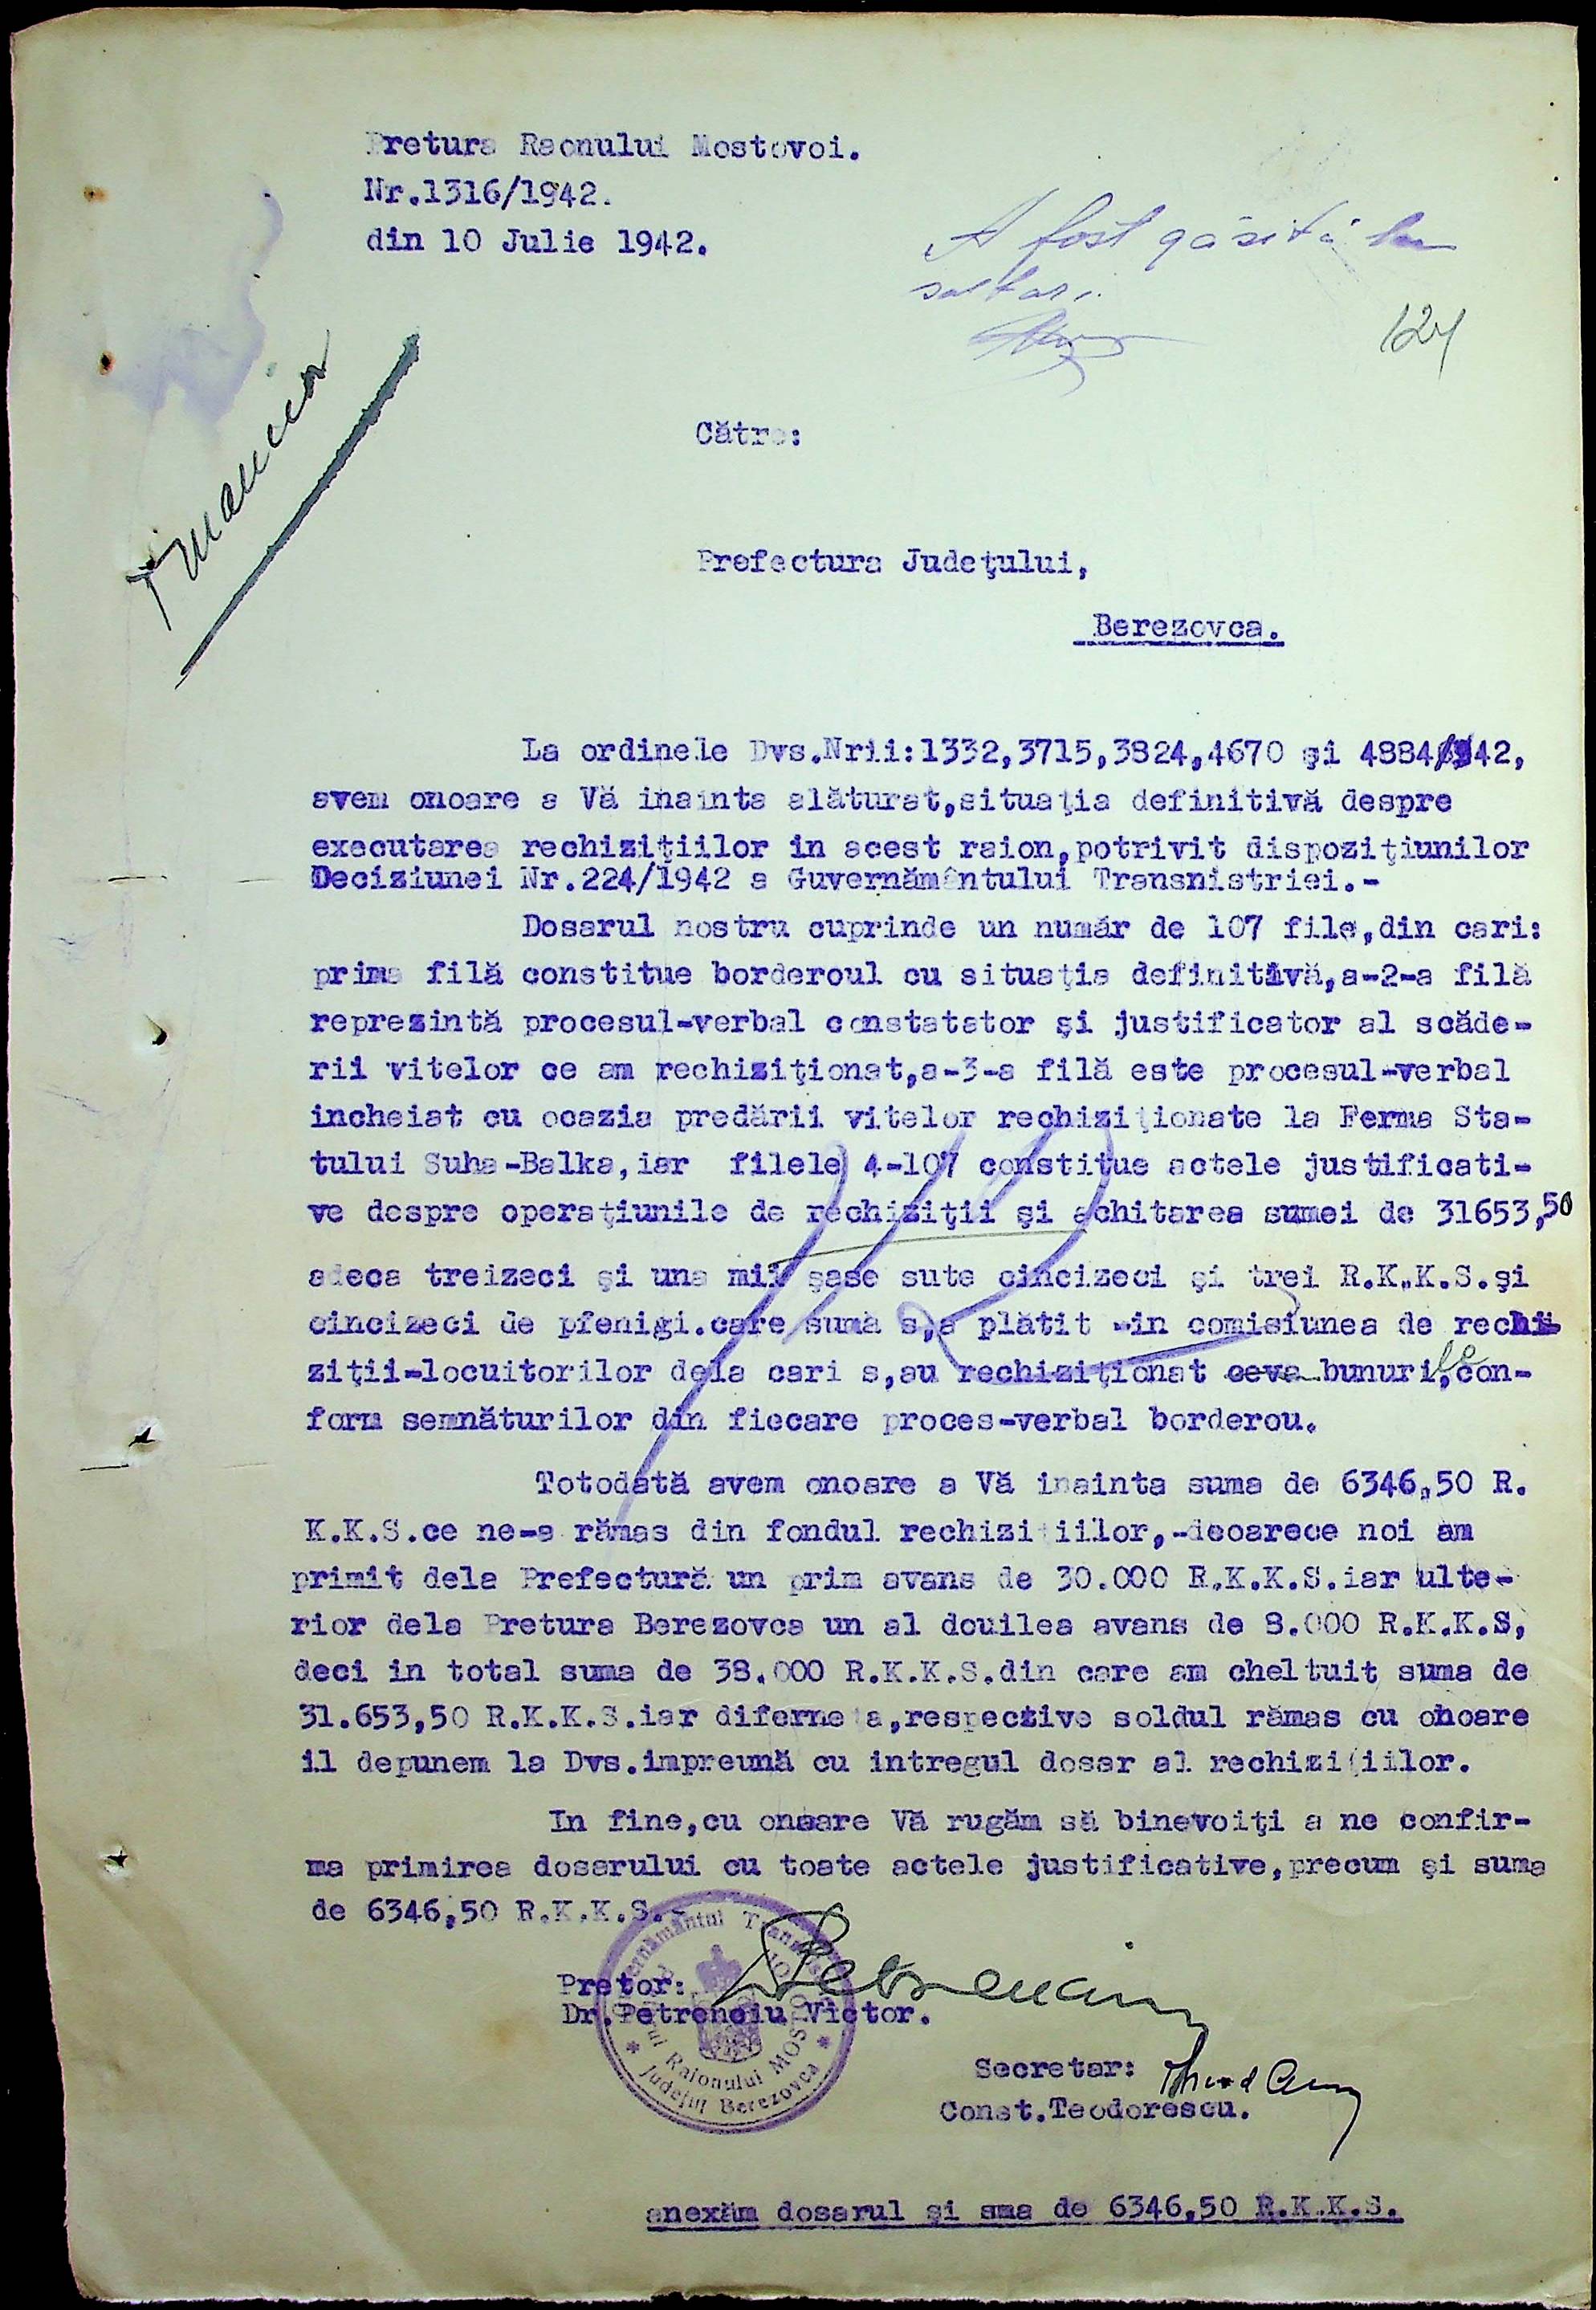 Pretura Raonului Mostovoi.
Nr.1316/1942.
din 10 Julie 1942.
A fost găsită la
sertar.
124
Către:
Prefectura Judeţului,
Berezovca.
La ordinele Dvs.Nrii:1332,3715,3824,4670 şi 4884/942,
avem onoare a Vă inainta alăturat,situaţia definitivă despre
executarea rechiziţiilor in acest raion,potrivit dispoziţiunilor
Deciziunei Nr.224/1942 a Guvernământului Transnistriei.-
Dosarul nostru cuprinde un număr de 107 file,din cari:
prima filă constitue borderoul cu situaţia definitivă,a-2-a filă
reprezintă procesul-verbal constatator şi justificator al scăde-
rii vitelor ce am rechiziţionat,a-3-a filă este procesul-verbal
incheiat cu ocazia predării vitelor rechiziţionate la Ferma Sta-
tului Suha-Balka,iar filele 4-107 constitue actele justificati-
ve despre operaţiunile de rechiziţii şi achitarea sumei de 31653,50
adeca treizeci şi una mii şase sute cincizeci şi trei R.K.K.S.şi
cincizeci de pfenigi.care suma s,a plătit -in comisiunea de rechi-
ziţii-locuitorilor dela cari s,au rechiziţionat ceva bunuri,con-
form semnăturilor din fiecare proces-verbal borderou.
Totodată avem onoare a Vă inainta suma de 6346,50 R.
K.K.S.ce ne-a rămas din fondul rechiziţiilor,-deoarece noi am
primit dela Prefectură un prim avans de 30.000 R.K.K.S.iar ulte-
rior dela Pretura Berezovca un al douilea avans de 8.000 R.K.K.S,
deci in total suma de 38.000 R.K.K.S.din care am cheltuit suma de
31.653,50 R.K.K.S.iar diferneţa,respective soldul rămas cu onoare
il depunem la Dvs.impreună cu intregul dosar al rechiziţiilor.
In fine,cu onoare Vă rugăm să binevoiţi a ne confir-
ma primirea dosarului cu toate actele justificative,precum şi suma
de 6346,50 R.K.K.S.-
Pretor:
Dr.Petrenciu Victor.
Guvernământul Transnistriei
Raionului MOSTOVOI
Judeţul Berezovca
Secretar:
Const.Teodorescu.
anexăm dosarul şi sma de 6346,50 R.K.K.S.